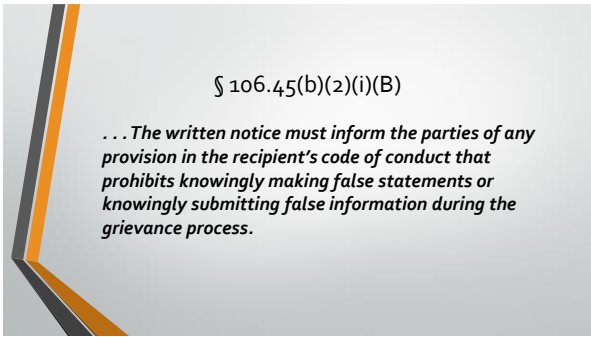 § 106.45(b)(2)(i)(B)
. . . The written notice must inform the parties of any
provision in the recipient’s code of conduct that
prohibits knowingly making false statements or
knowingly submitting false information during the
grievance process.